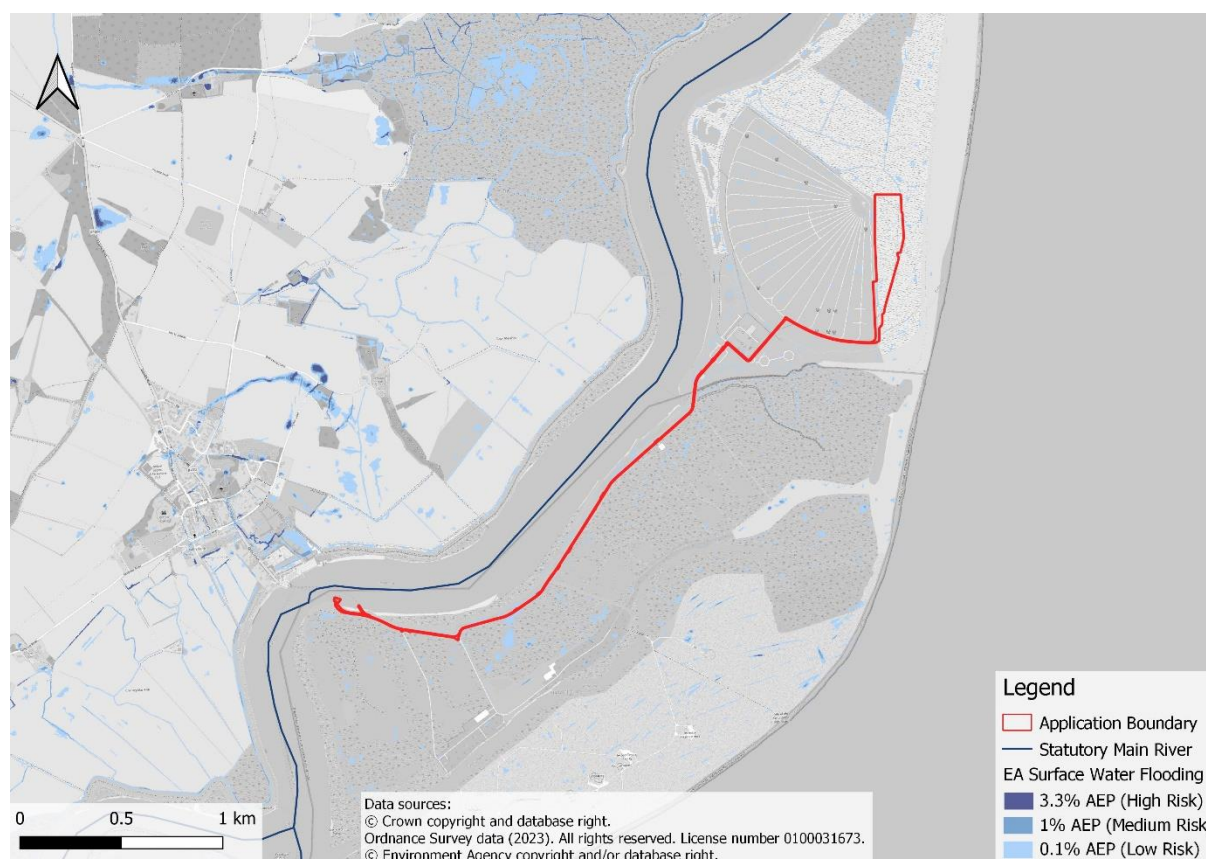 Legend
Application Boundary
Statutory Main River
EA Surface Water Flooding
3.3% AEP (High Risk)
1% AEP (Medium Risk
0.1% AEP (Low Risk)
0 0.5 1 km
Data sources:
© Crown copyright and database right.
Ordnance Survey data (2023). All rights reserved. License number 0100031673.
© Environment Agency copyright and/or database right.